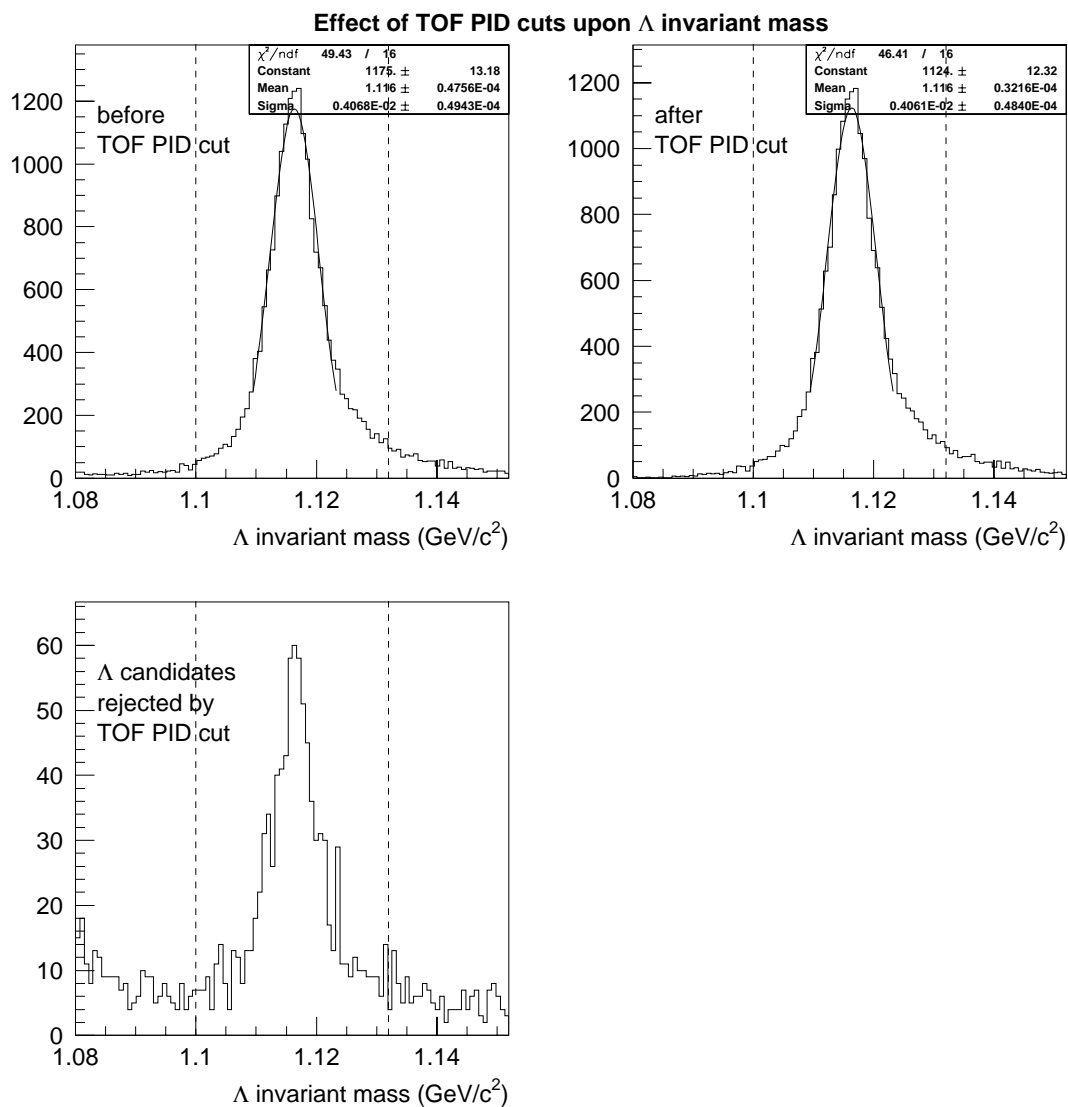 Effect of TOF PID cuts upon Λ invariant mass
χ²/ndf 49.43 / 16
Constant 1175. ± 13.18
Mean 1.116 ± 0.4756E-04
Sigma 0.4068E-02 ± 0.4943E-04
before
TOF PID cut
1200
1000
800
600
400
200
0
1.08 1.1 1.12 1.14
Λ invariant mass (GeV/c²)
χ²/ndf 46.41 / 16
Constant 1124. ± 12.32
Mean 1.116 ± 0.3216E-04
Sigma 0.4061E-02 ± 0.4840E-04
after
TOF PID cut
1200
1000
800
600
400
200
0
1.08 1.1 1.12 1.14
Λ invariant mass (GeV/c²)
Λ candidates
rejected by
TOF PID cut
60
50
40
30
20
10
0
1.08 1.1 1.12 1.14
Λ invariant mass (GeV/c²)